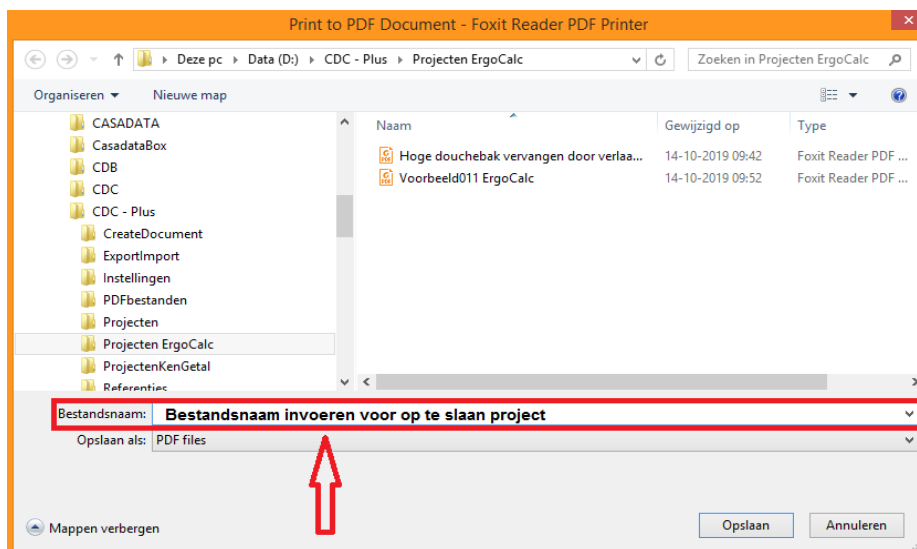 Print to PDF Document - Foxit Reader PDF Printer
Deze pc Data (D:) CDC - Plus Projecten ErgoCalc
Zoeken in Projecten ErgoCalc
Organiseren Nieuwe map
CASADATA
CasadataBox
CDB
CDC
CDC - Plus
CreateDocument
ExportImport
Instellingen
PDFbestanden
Projecten
Projecten ErgoCalc
ProjectenKenGetal
Referenties
Naam Gewijzigd op Type
Hoge douchebak vervangen door verlaa... 14-10-2019 09:42 Foxit Reader PDF ...
Voorbeeld011 ErgoCalc 14-10-2019 09:52 Foxit Reader PDF ...
Bestandsnaam: Bestandsnaam invoeren voor op te slaan project
Opslaan als: PDF files
Mappen verbergen
Opslaan Annuleren